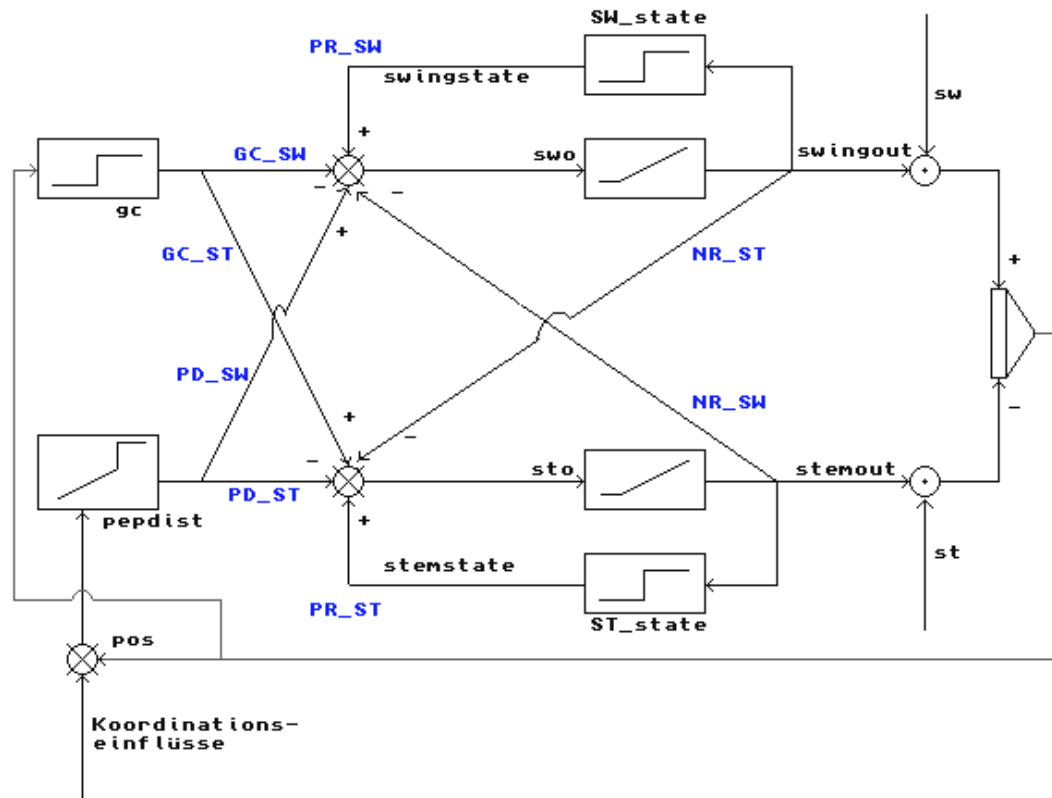 SW_state
PR_SW
swingstate
sw
+
GC_SW
swo
swingout
-
-
gc
+
GC_ST
NR_ST
+
PD_SW
NR_SW
+
-
-
-
sto
stemout
PD_ST
pepdist
+
stemstate
st
PR_ST
ST_state
pos
Koordinations-
einflüsse